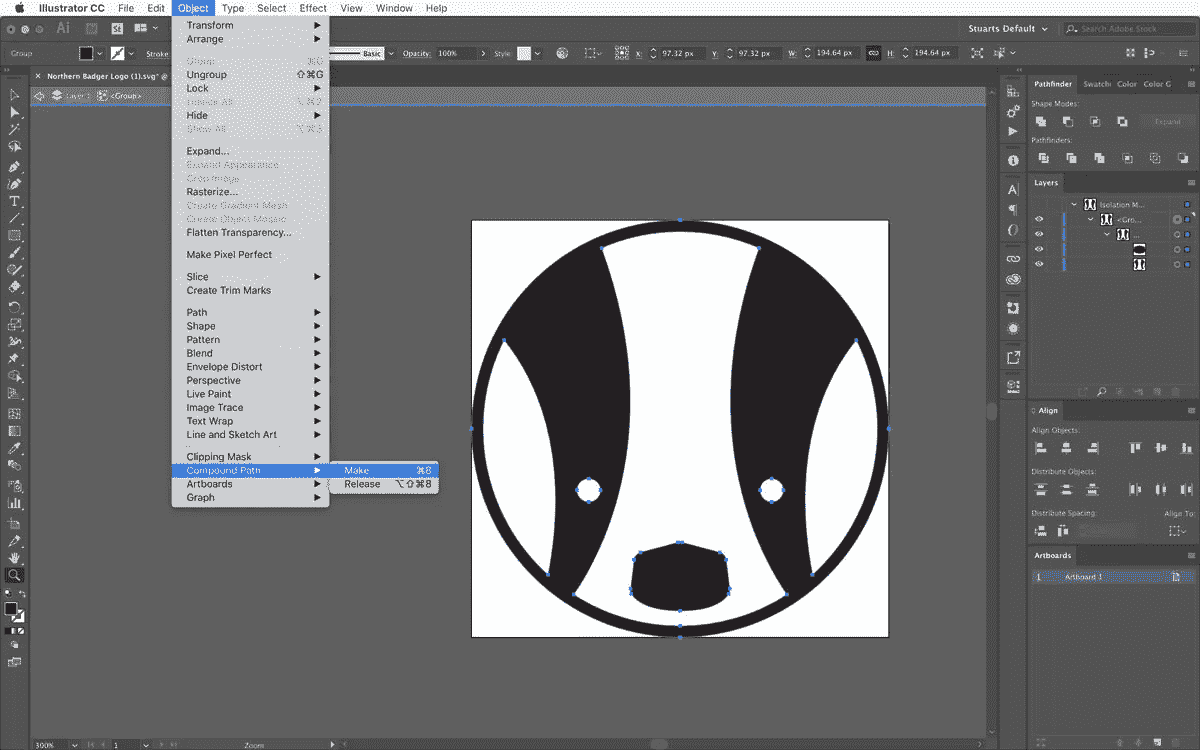 Illustrator CC File Edit Object Type Select Effect View Window Help
Ai Br St Stuarts Default Search Adobe Stock
Group Stroke: Basic Opacity: 100% Style: X: 97.32 px Y: 97.32 px W: 194.64 px H: 194.64 px
Northern Badger Logo (1).svg* @
Layer 1 <Group>
Transform
Arrange
Group ⌘G
Ungroup ⇧⌘G
Lock
Unlock All ⌥⌘2
Hide
Show All ⌥⌘3
Expand...
Expand Appearance
Crop Image
Rasterize...
Create Gradient Mesh
Create Object Mosaic
Flatten Transparency...
Make Pixel Perfect
Slice
Create Trim Marks
Path
Shape
Pattern
Blend
Envelope Distort
Perspective
Live Paint
Image Trace
Text Wrap
Line and Sketch Art
Clipping Mask
Compound Path
Artboards
Graph
Make ⌘8
Release ⌥⇧⌘8
Pathfinder Swatch Color Color G
Shape Modes:
Expand
Pathfinders:
Layers
Isolation M...
<Gro...
...
Align
Align Objects:
Distribute Objects:
Distribute Spacing: Align To:
Artboards
1 Artboard 1
300% 1 Zoom